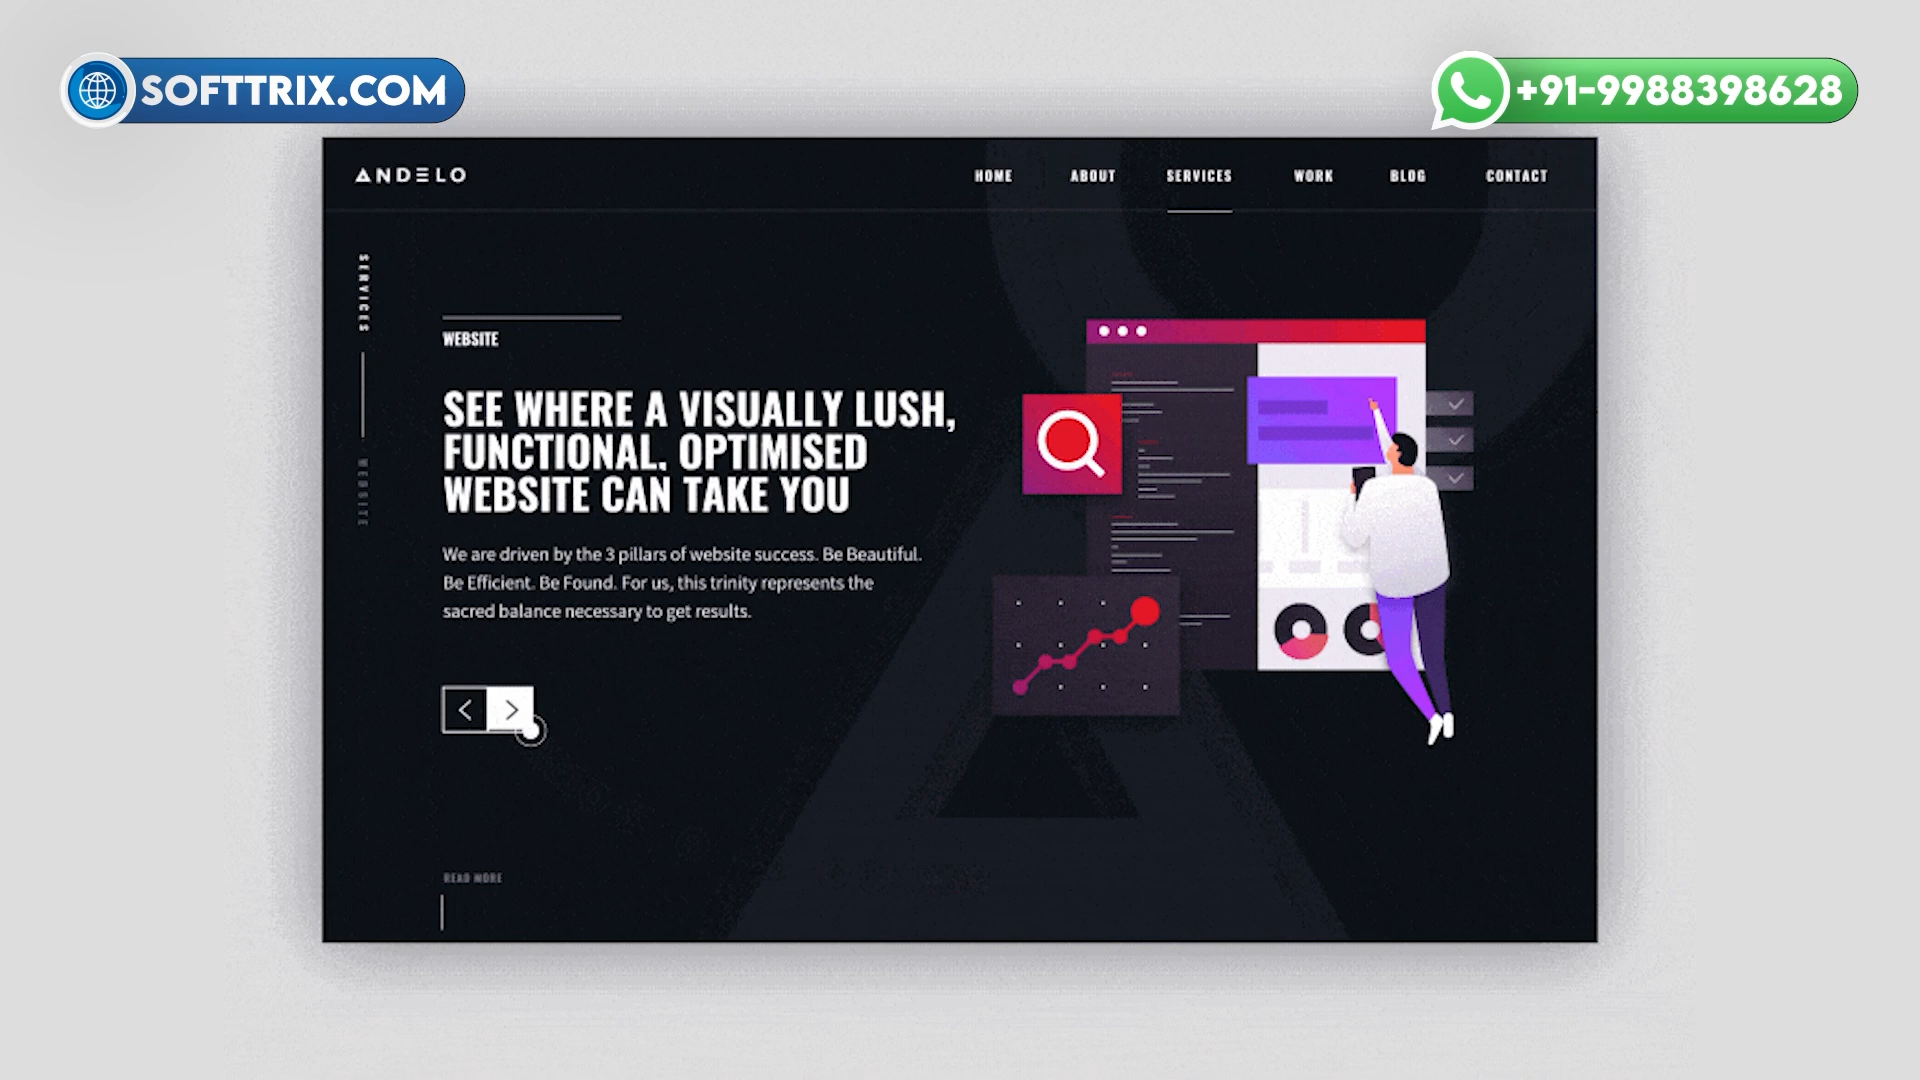 SOFTTRIX.COM
+91-9988398628
ANDELO
HOME ABOUT SERVICES WORK BLOG CONTACT
SERVICES
WEBSITE
WEBSITE
SEE WHERE A VISUALLY LUSH,
FUNCTIONAL. OPTIMISED
WEBSITE CAN TAKE YOU
We are driven by the 3 pillars of website success. Be Beautiful.
Be Efficient. Be Found. For us, this trinity represents the
sacred balance necessary to get results.
READ MORE